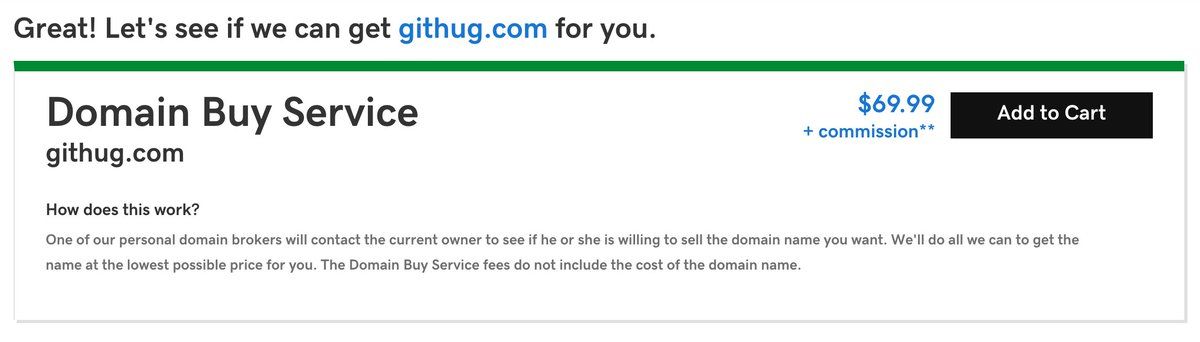 Great! Let's see if we can get githug.com for you.
Domain Buy Service
githug.com
$69.99
+ commission**
Add to Cart
How does this work?
One of our personal domain brokers will contact the current owner to see if he or she is willing to sell the domain name you want. We'll do all we can to get the
name at the lowest possible price for you. The Domain Buy Service fees do not include the cost of the domain name.